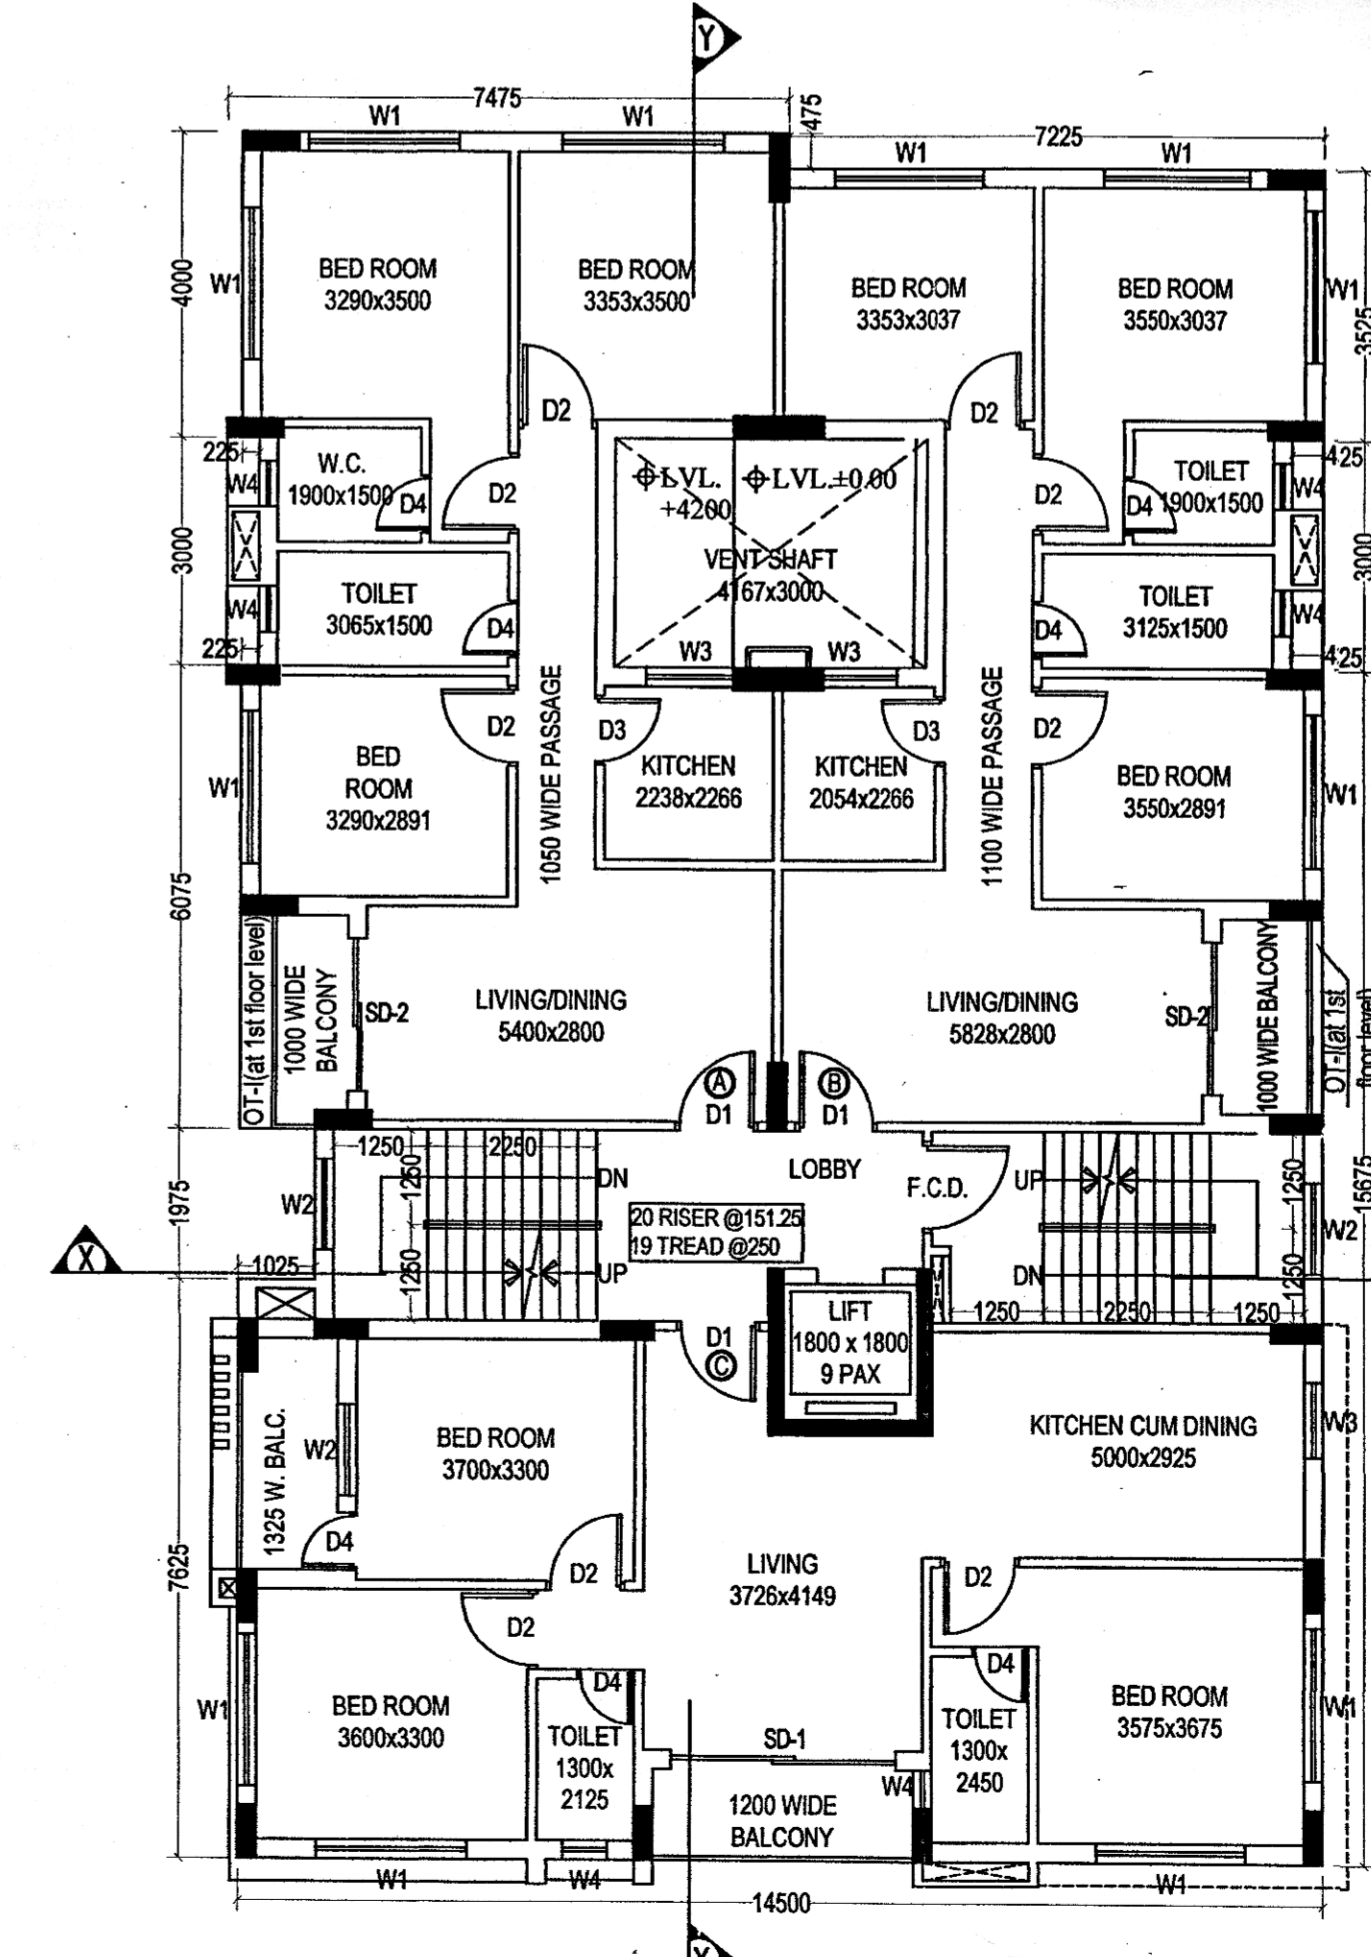 Y
7475
W1
W1
475
7225
W1
W1
4000
W1
BED ROOM
3290x3500
BED ROOM
3353x3500
BED ROOM
3353x3037
BED ROOM
3550x3037
W1
3525
D2
D2
225
W4
W.C.
1900x1500
D4
D2
LVL.
+4200
LVL.±0.00
D2
D4
TOILET
1900x1500
425
W4
3000
VENT SHAFT
4167x3000
3000
W4
TOILET
3065x1500
D4
D4
TOILET
3125x1500
W4
225
W3
W3
425
1050 WIDE PASSAGE
1100 WIDE PASSAGE
D2
D3
D3
D2
W1
BED
ROOM
3290x2891
KITCHEN
2238x2266
KITCHEN
2054x2266
BED ROOM
3550x2891
W1
6075
OT-I(at 1st floor level)
1000 WIDE
BALCONY
SD-2
LIVING/DINING
5400x2800
LIVING/DINING
5828x2800
SD-2
1000 WIDE BALCONY
OT-I(at 1st
floor level)
A
D1
B
D1
1250
2250
1250
DN
LOBBY
F.C.D.
UP
1250
15675
1975
W2
20 RISER @151.25
19 TREAD @250
W2
X
1025
1250
UP
DN
1250
1250
2250
1250
D1
C
LIFT
1800 x 1800
9 PAX
7625
1325 W. BALC.
W2
D4
BED ROOM
3700x3300
KITCHEN CUM DINING
5000x2925
W3
D2
D2
LIVING
3726x4149
D2
W1
BED ROOM
3600x3300
D4
TOILET
1300x
2125
SD-1
W4
D4
TOILET
1300x
2450
BED ROOM
3575x3675
W1
1200 WIDE
BALCONY
W1
W4
W1
14500
Y